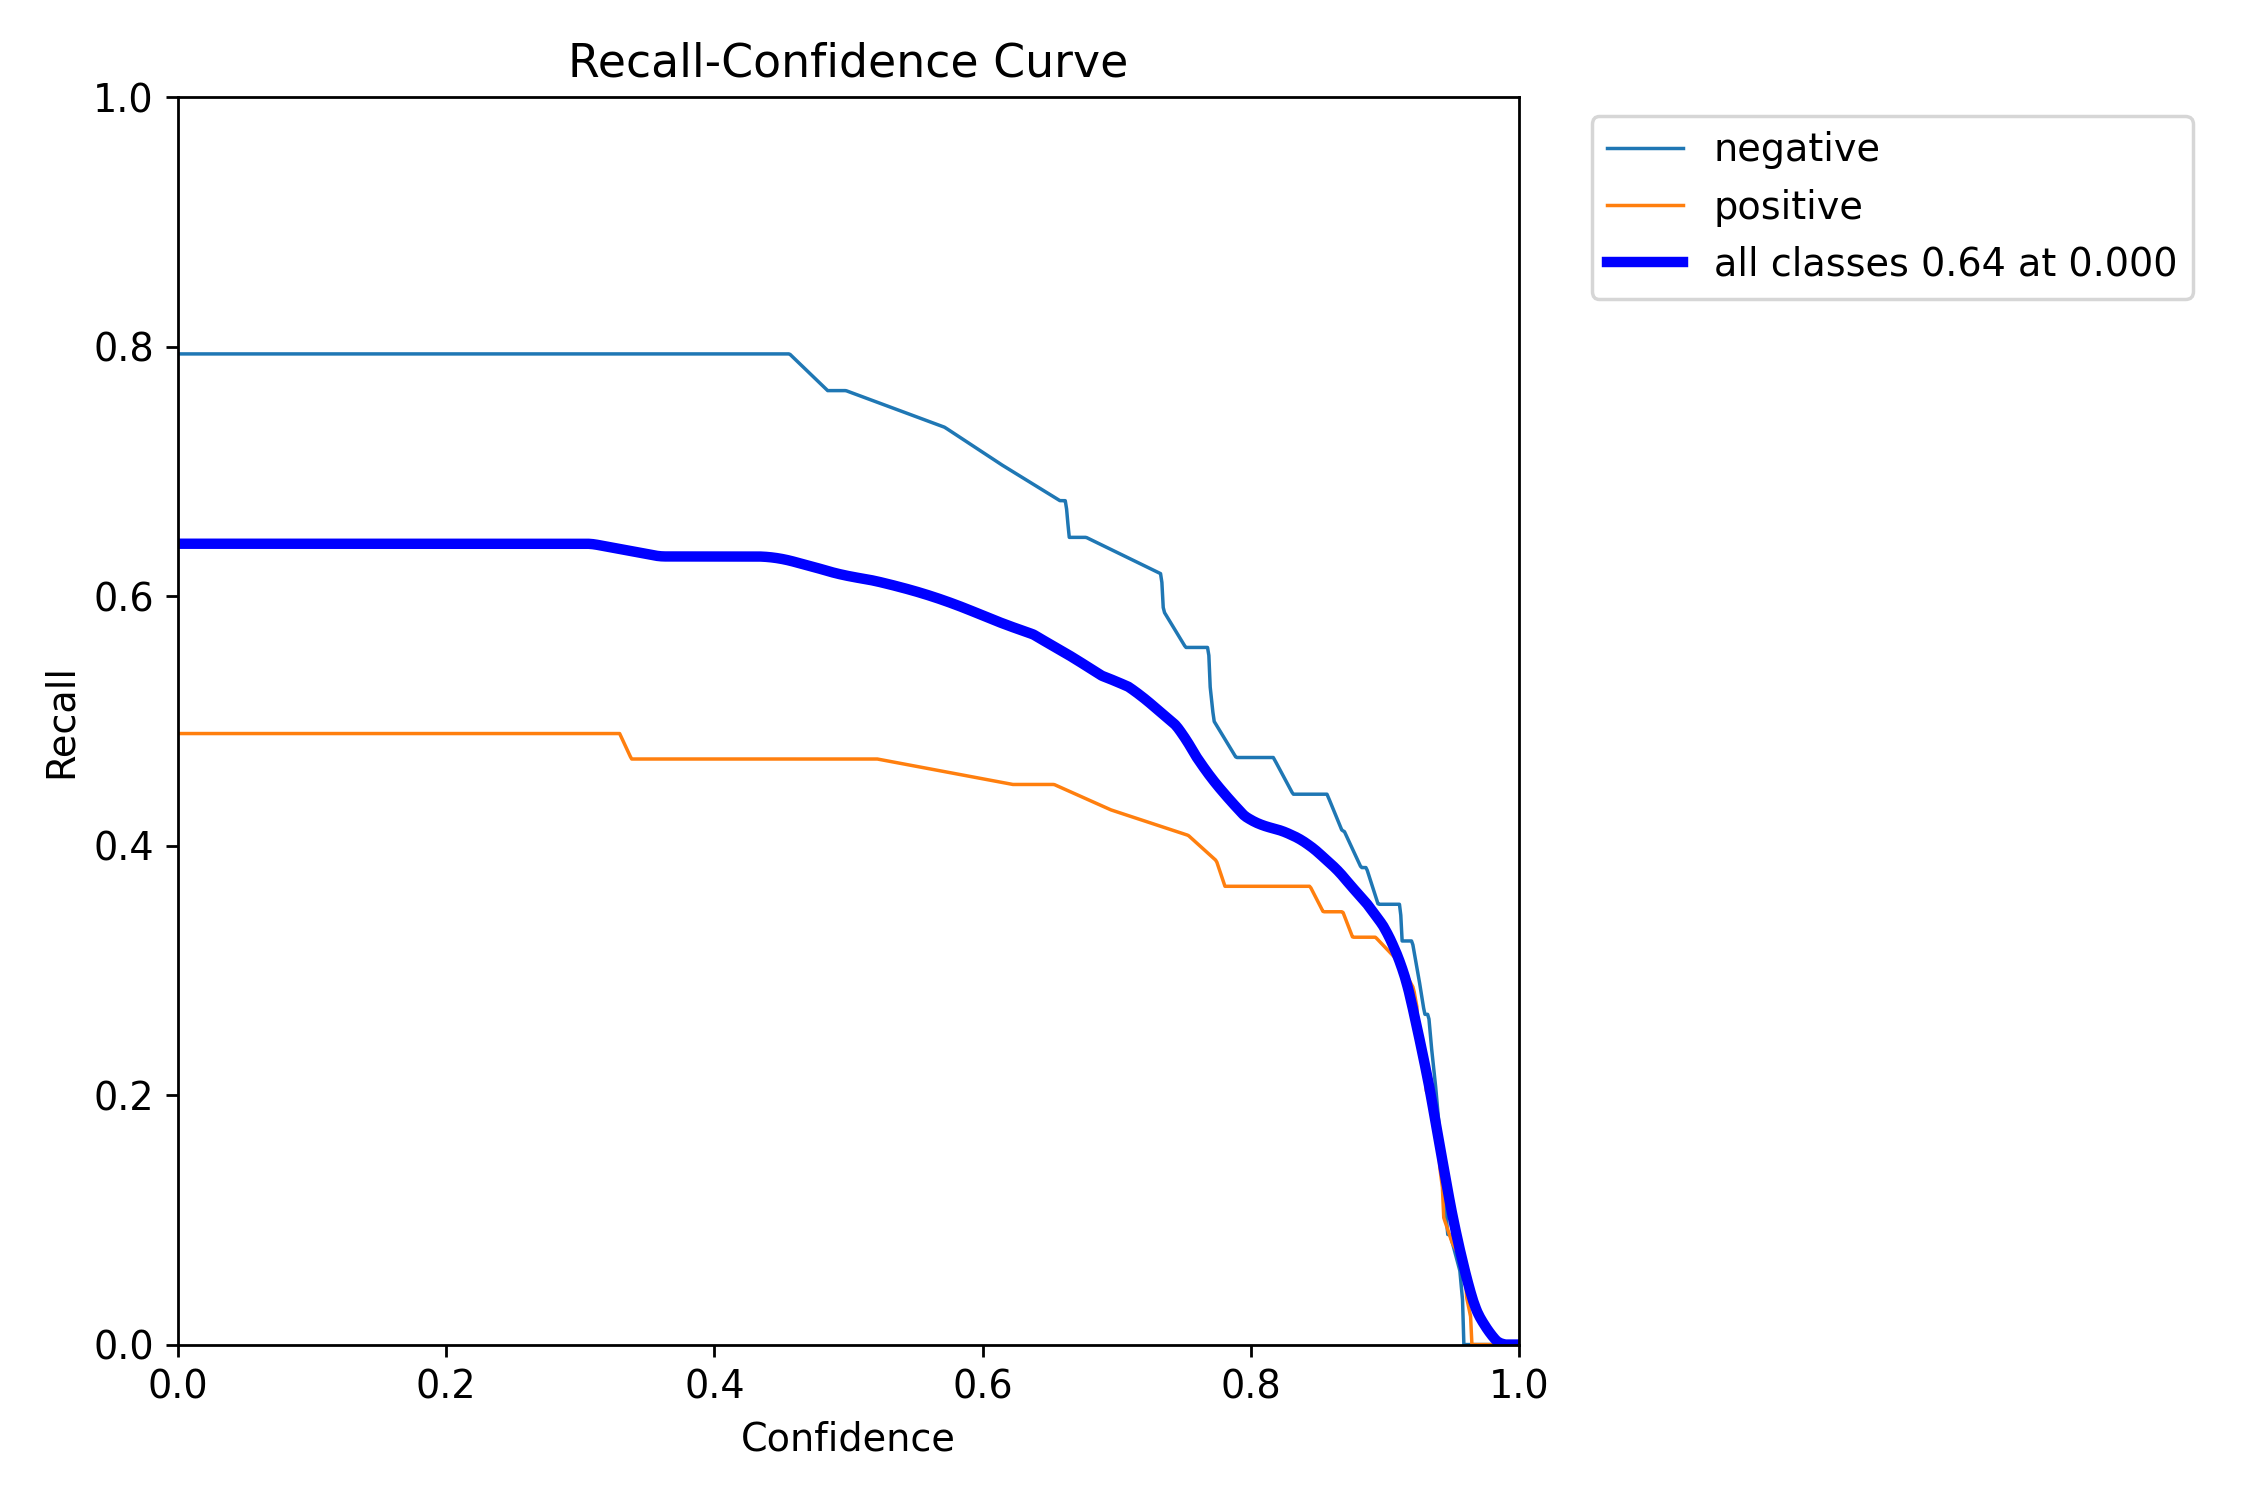 Recall-Confidence Curve
1.0
0.8
0.6
0.4
0.2
0.0
Recall
0.0 0.2 0.4 0.6 0.8 1.0
Confidence
negative
positive
all classes 0.64 at 0.000